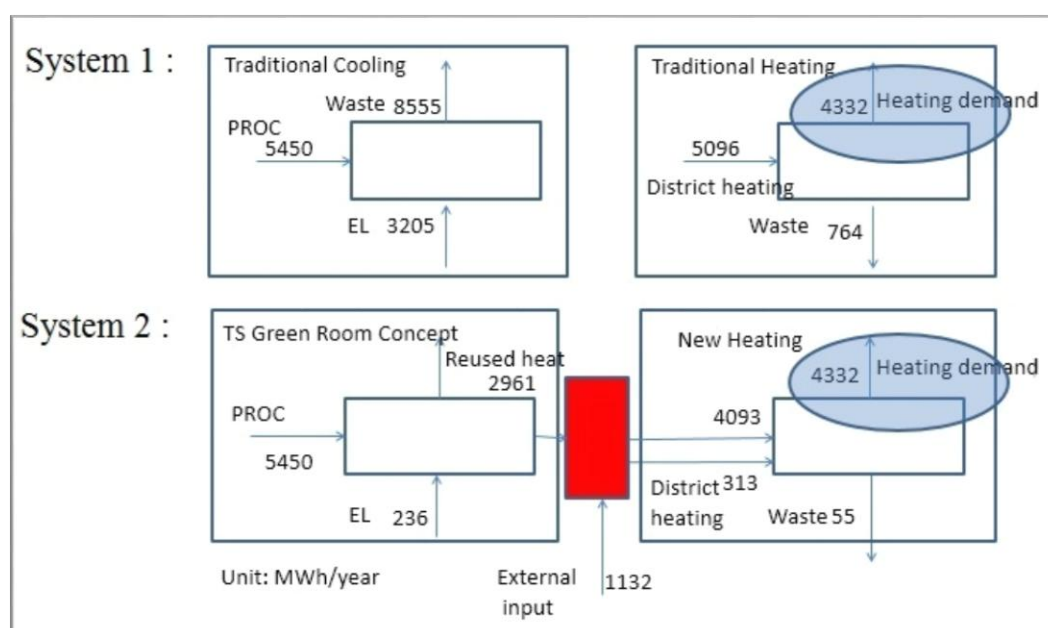 System 1 :
Traditional Cooling
Waste 8555
PROC
5450
EL 3205
Traditional Heating
4332 Heating demand
5096
District heating
Waste 764
System 2 :
TS Green Room Concept
Reused heat
2961
PROC
5450
EL 236
New Heating
4332 Heating demand
4093
District 313
heating
Waste 55
Unit: MWh/year
External 1132
input